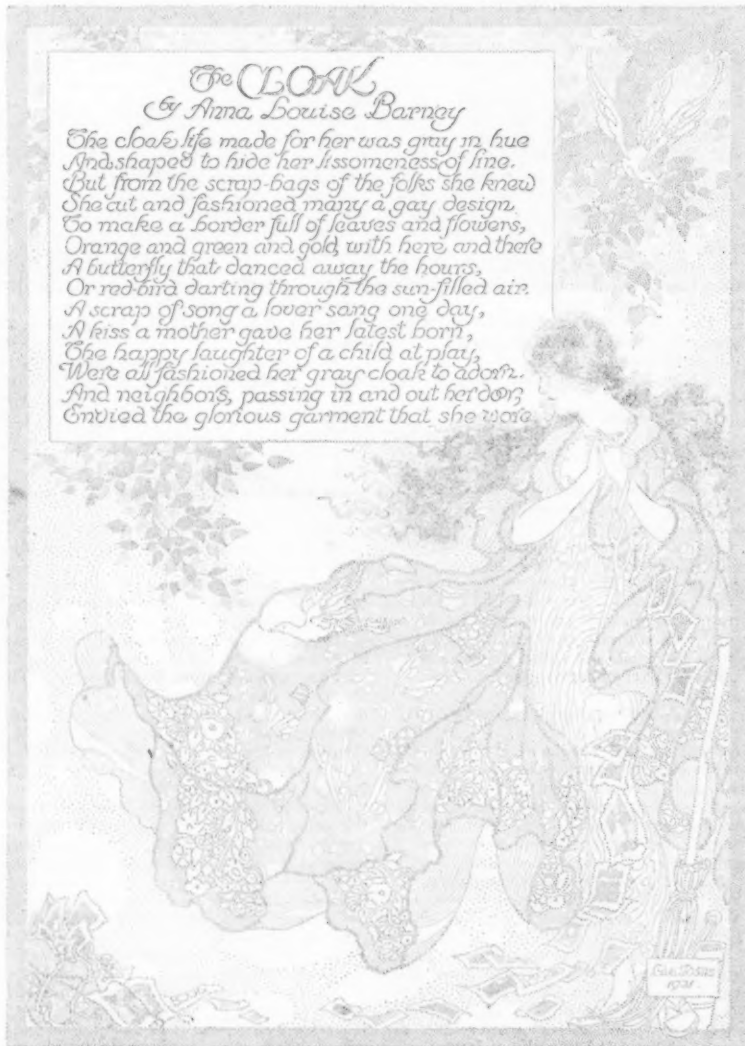 The CLOAK
by Anna Louise Barney
The cloak life made for her was gray in hue
And shaped to hide her lissomeness of line.
But from the scrap-bags of the folks she knew
She cut and fashioned many a gay design
To make a border full of leaves and flowers,
Orange and green and gold, with here and there
A butterfly that danced away the hours,
Or red-bird darting through the sun-filled air.
A scrap of song a lover sang one day,
A kiss a mother gave her latest born,
The happy laughter of a child at play,
Were all fashioned her gray cloak to adorn.
And neighbors, passing in and out her door,
Envied the glorious garment that she wore
1921